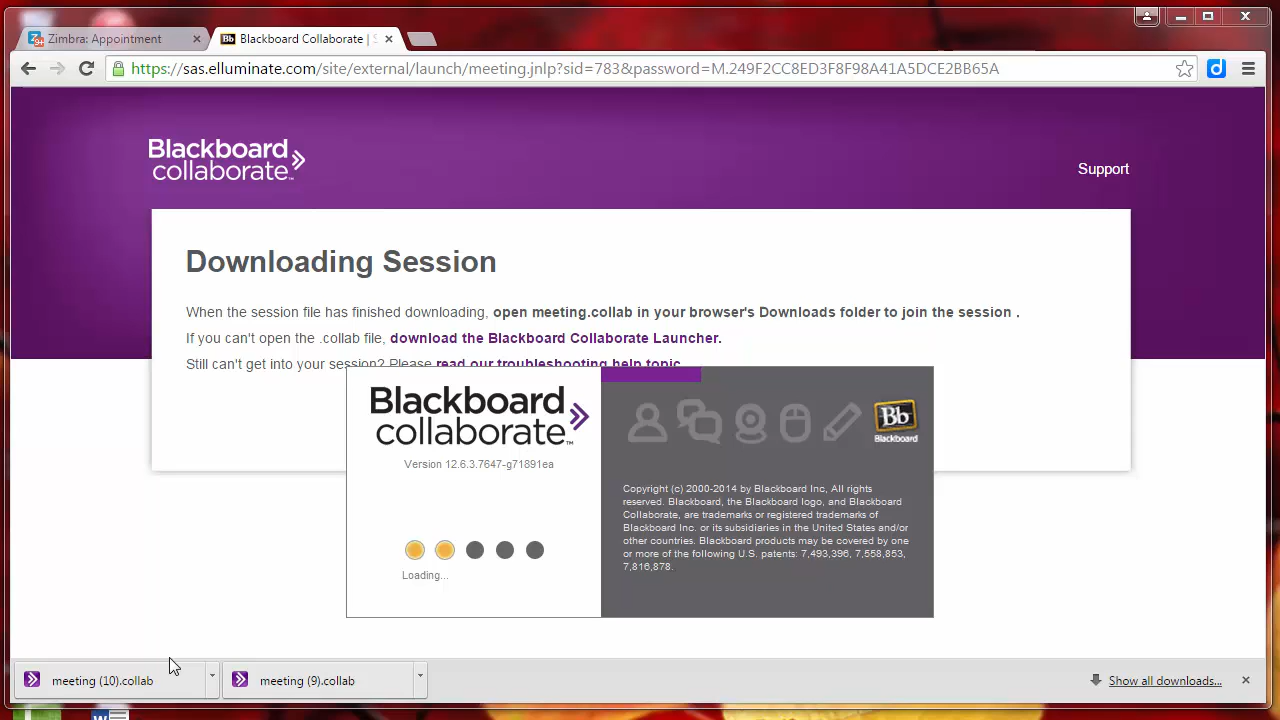 Zimbra: Appointment
Blackboard Collaborate | S
https://sas.elluminate.com/site/external/launch/meeting.jnlp?sid=783&password=M.249F2CC8ED3F8F98A41A5DCE2BB65A
Blackboard
collaborate™
Support
Downloading Session
When the session file has finished downloading, open meeting.collab in your browser's Downloads folder to join the session .
If you can't open the .collab file, download the Blackboard Collaborate Launcher.
Still can't get into your session? Please read our troubleshooting help topic.
Blackboard
collaborate™
Version 12.6.3.7647-g71891ea
Loading...
Bb
Blackboard
Copyright (c) 2000-2014 by Blackboard Inc, All rights
reserved. Blackboard, the Blackboard logo, and Blackboard
Collaborate, are trademarks or registered trademarks of
Blackboard Inc. or its subsidiaries in the United States and/or
other countries. Blackboard products may be covered by one
or more of the following U.S. patents: 7,493,396, 7,558,853,
7,816,878.
meeting (10).collab
meeting (9).collab
Show all downloads...